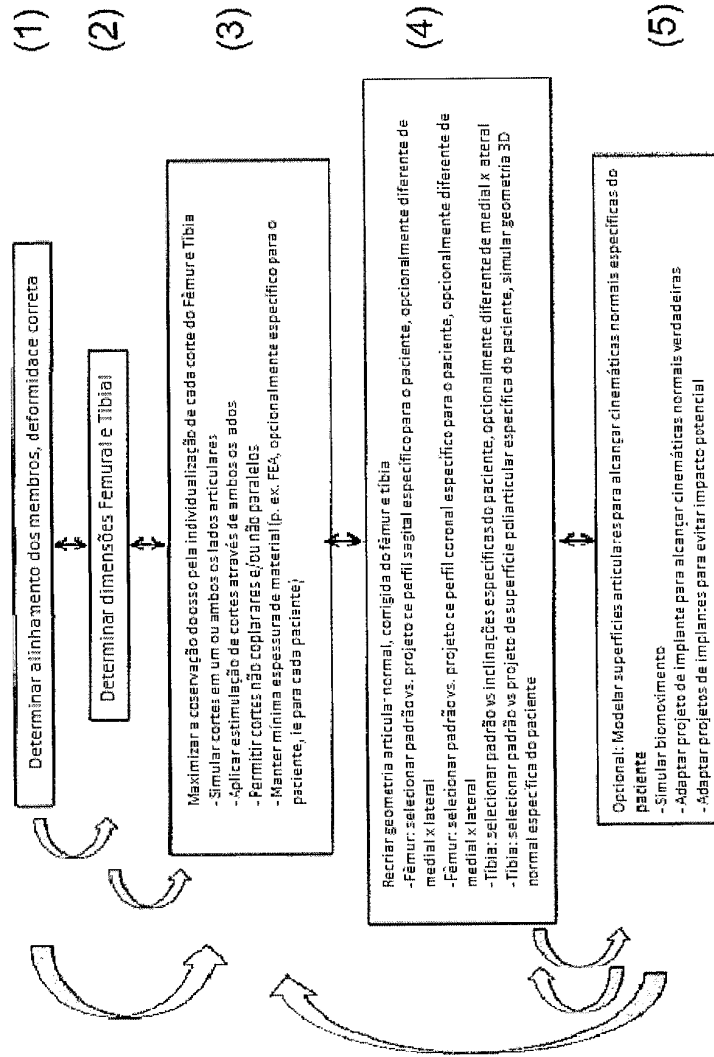 (1)
Determinar alinhamento dos membros, deformidace correta
(2)
Determinar dimensões Femural e Tibial
(3)
Maximizar a coservação do osso pela individualização de cada corte do Fêmur e Tibia
-Simular cortes em um ou ambos os lados articulares
-Aplicar estimulação de cortes através de ambos os ados
-Permitir cortes não coplanares e/ou não paralelos
-Manter mínima espessura de material(p. ex. FEA, opcionalmente específico para o
paciente, ie para cada paciente)
(4)
Recriar geometria articular normal, corrigida do fêmur e tíbia
-Fêmur: selecionar padrão vs. projeto ce perfil sagital específico para o paciente, opcionalmente diferente de
medial x lateral
-Fêmur: selecionar padrão vs. projeto ce perfil coronal específico para o paciente, opcionalmente diferente de
medial x lateral
-Tíbia: selecionar padrão vs inclinações específicas do paciente, opcionalmente diferente de medial x ateral
-Tíbia: selecionar padrão vs projeto de superfície poliarticular específica do paciente, simular geometria 3D
normal específica do paciente
(5)
Optional: Modelar superfícies articulares para alcançar cinemáticas normais específicas do
paciente
-Simular biomovimento
-Adaptar projeto de implante para alcançar cinemáticas normais verdadeiras
-Adaptar projetos de implantes para evitar impacto potencial